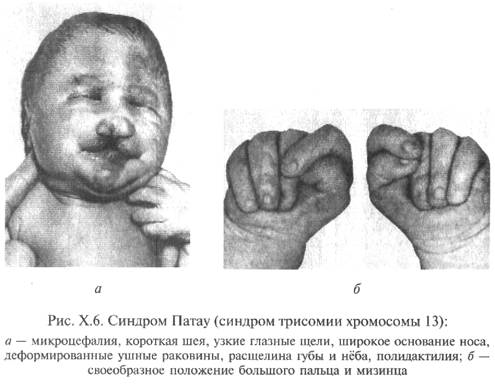 а
б
Рис. X.6. Синдром Патау (синдром трисомии хромосомы 13):
а — микроцефалия, короткая шея, узкие глазные щели, широкое основание носа,
деформированные ушные раковины, расщелина губы и нёба, полидактилия; б —
своеобразное положение большого пальца и мизинца